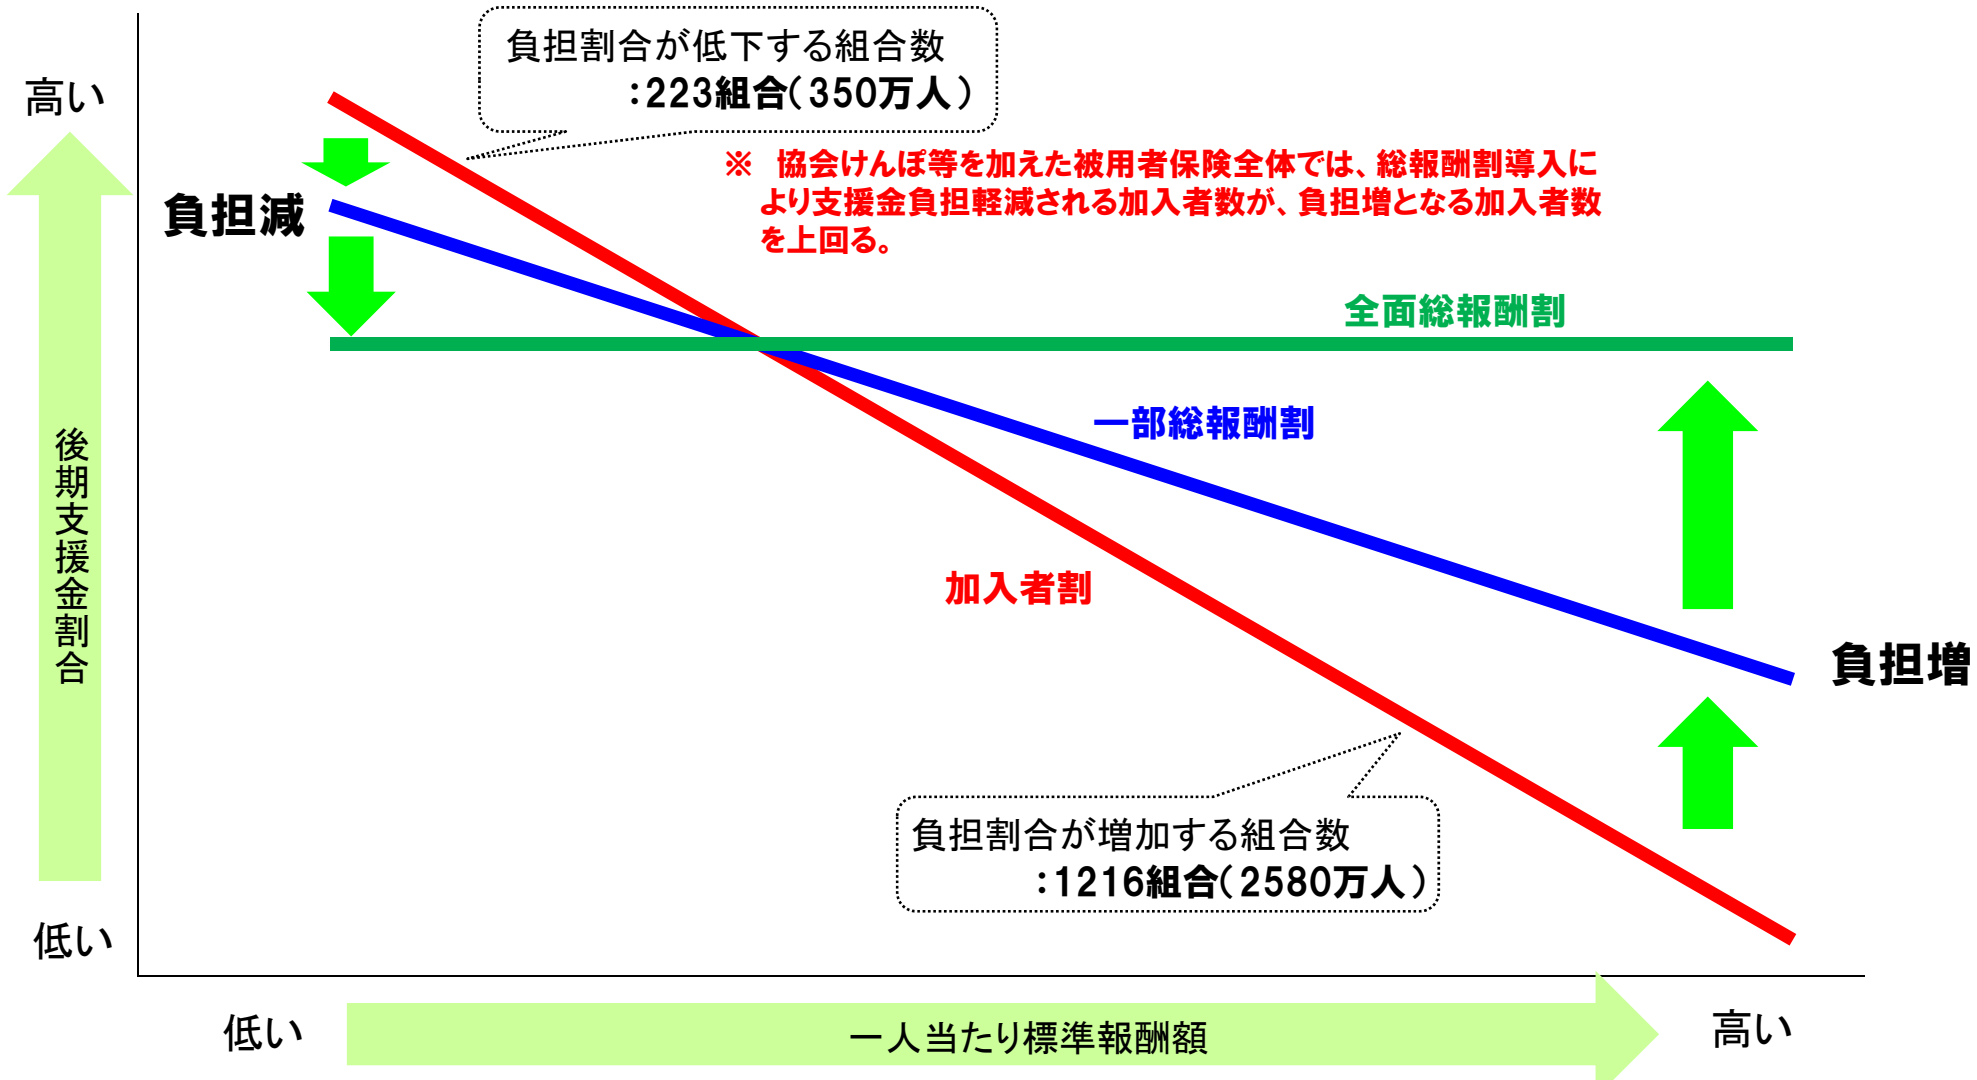 負担割合が低下する組合数
：223組合（350万人）
高い
※　協会けんぽ等を加えた被用者保険全体では、総報酬割導入に
より支援金負担軽減される加入者数が、負担増となる加入者数
を上回る。
負担減
全面総報酬割
一部総報酬割
後期支援金割合
加入者割
負担増
負担割合が増加する組合数
：1216組合（2580万人）
低い
低い
一人当たり標準報酬額
高い